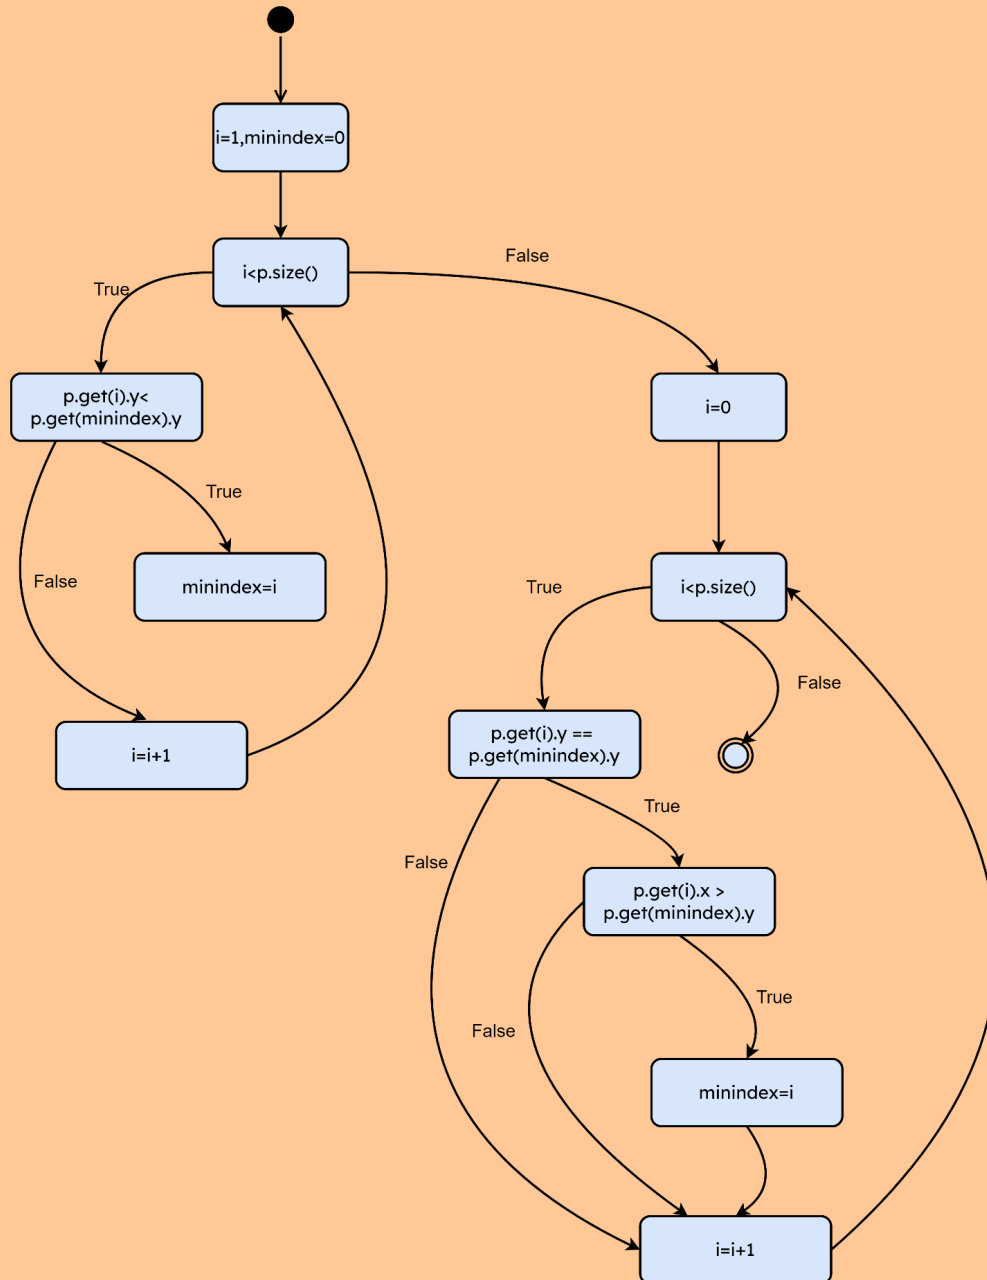 i=1,minindex=0
i<p.size()
False
True
p.get(i).y<
p.get(minindex).y
i=0
True
minindex=i
False
i=i+1
i<p.size()
True
False
p.get(i).y ==
p.get(minindex).y
True
False
p.get(i).x >
p.get(minindex).y
True
False
minindex=i
i=i+1